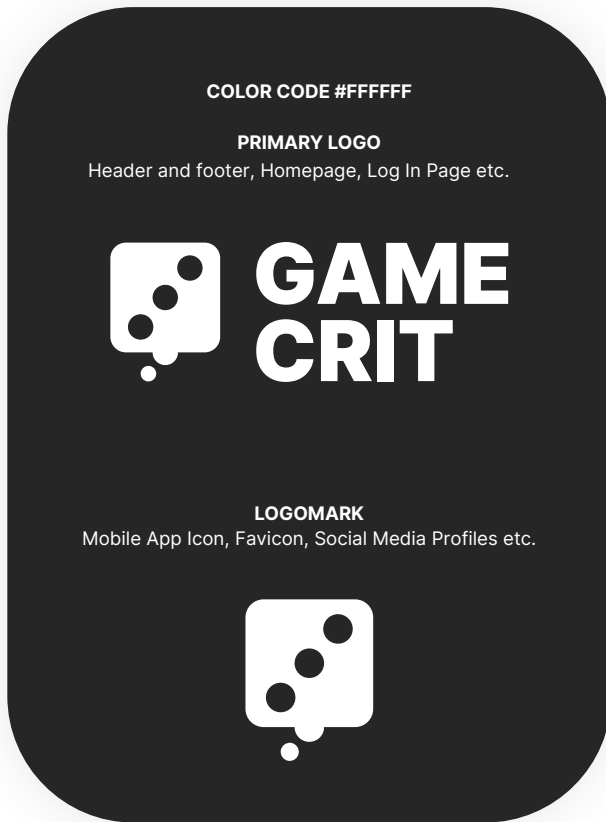 COLOR CODE #FFFFFF
PRIMARY LOGO
Header and footer, Homepage, Log In Page etc.
GAME
CRIT
LOGOMARK
Mobile App Icon, Favicon, Social Media Profiles etc.